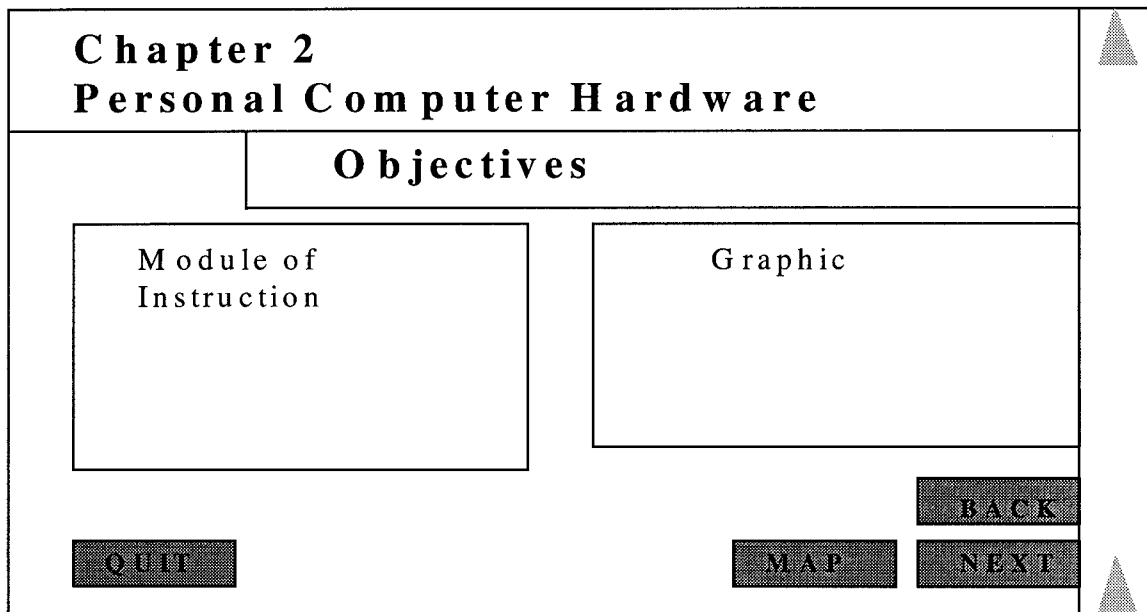 Chapter 2
Personal Computer Hardware
Objectives
Module of
Instruction
Graphic
BACK
QUIT
MAP
NEXT